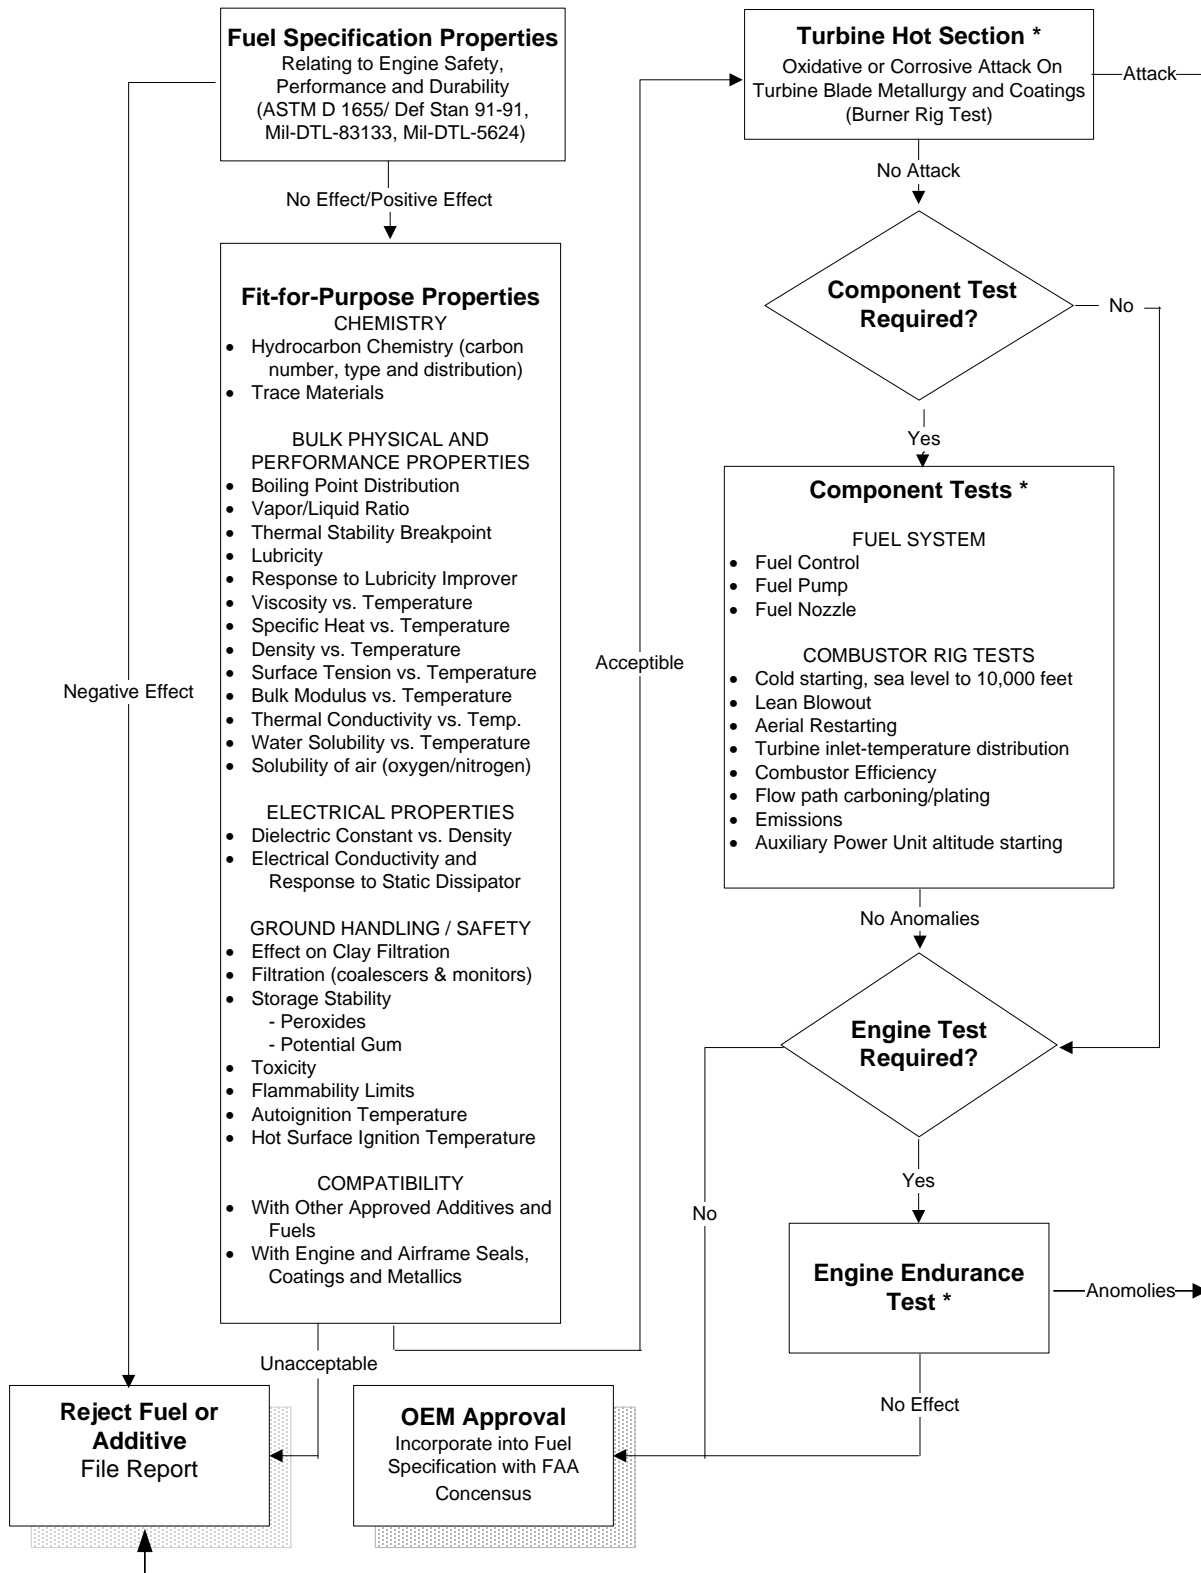 Fuel Specification Properties
Relating to Engine Safety,
Performance and Durability
(ASTM D 1655/ Def Stan 91-91,
Mil-DTL-83133, Mil-DTL-5624)
No Effect/Positive Effect
Negative Effect
Fit-for-Purpose Properties
CHEMISTRY
• Hydrocarbon Chemistry (carbon
number, type and distribution)
• Trace Materials
BULK PHYSICAL AND
PERFORMANCE PROPERTIES
• Boiling Point Distribution
• Vapor/Liquid Ratio
• Thermal Stability Breakpoint
• Lubricity
• Response to Lubricity Improver
• Viscosity vs. Temperature
• Specific Heat vs. Temperature
• Density vs. Temperature
• Surface Tension vs. Temperature
• Bulk Modulus vs. Temperature
• Thermal Conductivity vs. Temp.
• Water Solubility vs. Temperature
• Solubility of air (oxygen/nitrogen)
ELECTRICAL PROPERTIES
• Dielectric Constant vs. Density
• Electrical Conductivity and
Response to Static Dissipator
GROUND HANDLING / SAFETY
• Effect on Clay Filtration
• Filtration (coalescers & monitors)
• Storage Stability
- Peroxides
- Potential Gum
• Toxicity
• Flammability Limits
• Autoignition Temperature
• Hot Surface Ignition Temperature
COMPATIBILITY
• With Other Approved Additives and
Fuels
• With Engine and Airframe Seals,
Coatings and Metallics
Unacceptable
Acceptible
Reject Fuel or
Additive
File Report
Turbine Hot Section *
Oxidative or Corrosive Attack On
Turbine Blade Metallurgy and Coatings
(Burner Rig Test)
Attack
No Attack
Component Test
Required?
No
Yes
Component Tests *
FUEL SYSTEM
• Fuel Control
• Fuel Pump
• Fuel Nozzle
COMBUSTOR RIG TESTS
• Cold starting, sea level to 10,000 feet
• Lean Blowout
• Aerial Restarting
• Turbine inlet-temperature distribution
• Combustor Efficiency
• Flow path carboning/plating
• Emissions
• Auxiliary Power Unit altitude starting
No Anomalies
Engine Test
Required?
No
Yes
Engine Endurance
Test *
Anomolies
No Effect
OEM Approval
Incorporate into Fuel
Specification with FAA
Concensus